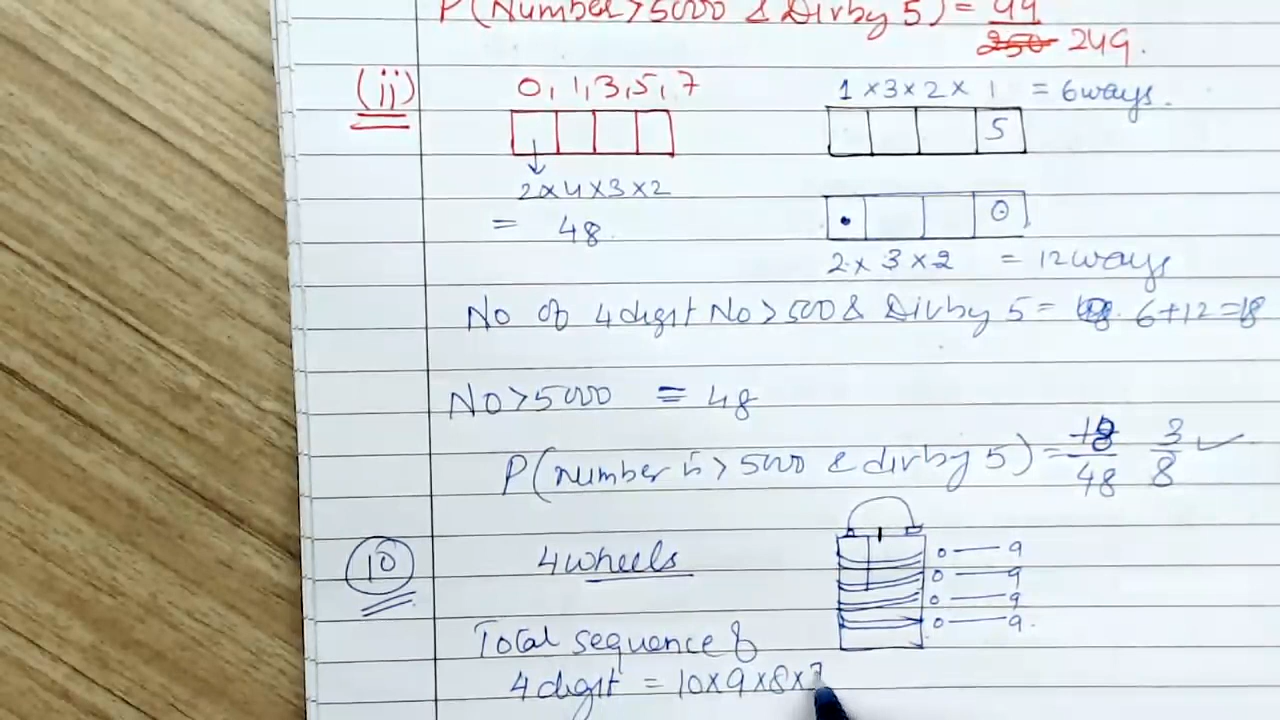 P(Number>5000 & Div by 5) = 99
250 249.
(ii) 0, 1, 3, 5, 7
1 × 3 × 2 × 1 = 6 ways.
5
2 × 4 × 3 × 2
= 48
0
2 × 3 × 2 = 12 ways
No of 4 digit No > 500 & Div by 5 = 6 + 12 = 18
No > 5000 = 48
P(number is > 500 & div by 5) = 18/48 3/8 ✓
10 4 wheels
0 — 9
0 — 9
0 — 9
0 — 9.
Total sequence of
4 digit = 10 × 9 × 8 × 7